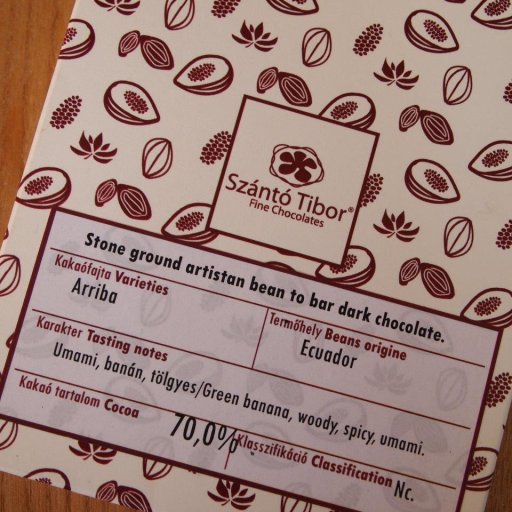 Szántó Tibor®
Fine Chocolates
Stone ground artistan bean to bar dark chocolate.
Kakaófajta Varieties
Arriba
Termőhely Beans origine
Ecuador
Karakter Tasting notes
Umami, banán, tölgyes/Green banana, woody, spicy, umami.
Kakaó tartalom Cocoa
70,0%
Klasszifikáció Classification
Nc.